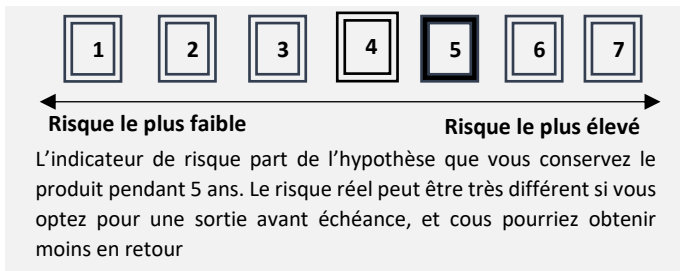 1 2 3 4 5 6 7
Risque le plus faible Risque le plus élevé
L’indicateur de risque part de l’hypothèse que vous conservez le
produit pendant 5 ans. Le risque réel peut être très différent si vous
optez pour une sortie avant échéance, et cous pourriez obtenir
moins en retour